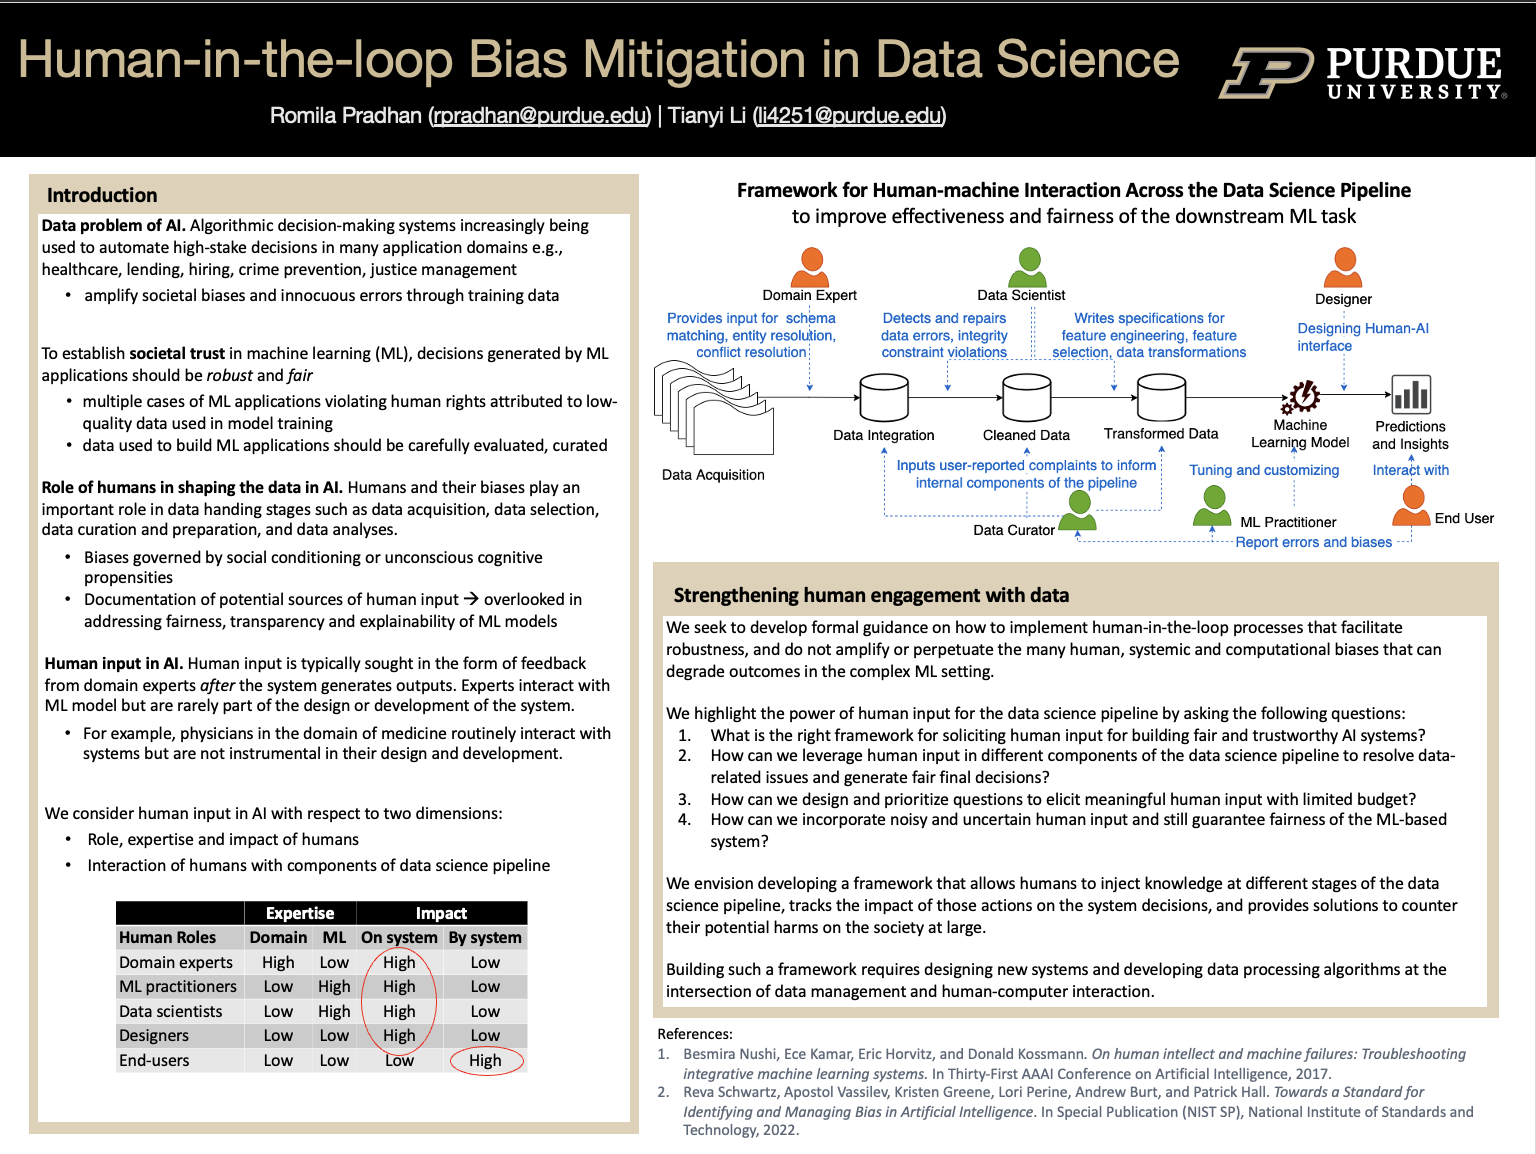 Human-in-the-loop Bias Mitigation in Data Science
Romila Pradhan (rpradhan@purdue.edu) | Tianyi Li (li4251@purdue.edu)
PURDUE
UNIVERSITY®
Introduction
Data problem of AI. Algorithmic decision-making systems increasingly being
used to automate high-stake decisions in many application domains e.g.,
healthcare, lending, hiring, crime prevention, justice management
• amplify societal biases and innocuous errors through training data
To establish societal trust in machine learning (ML), decisions generated by ML
applications should be robust and fair
• multiple cases of ML applications violating human rights attributed to low-
quality data used in model training
• data used to build ML applications should be carefully evaluated, curated
Role of humans in shaping the data in AI. Humans and their biases play an
important role in data handing stages such as data acquisition, data selection,
data curation and preparation, and data analyses.
• Biases governed by social conditioning or unconscious cognitive
propensities
• Documentation of potential sources of human input → overlooked in
addressing fairness, transparency and explainability of ML models
Human input in AI. Human input is typically sought in the form of feedback
from domain experts after the system generates outputs. Experts interact with
ML model but are rarely part of the design or development of the system.
• For example, physicians in the domain of medicine routinely interact with
systems but are not instrumental in their design and development.
We consider human input in AI with respect to two dimensions:
• Role, expertise and impact of humans
• Interaction of humans with components of data science pipeline
Expertise Impact
Human Roles Domain ML On system By system
Domain experts High Low High Low
ML practitioners Low High High Low
Data scientists Low High High Low
Designers Low Low High Low
End-users Low Low Low High
Framework for Human-machine Interaction Across the Data Science Pipeline
to improve effectiveness and fairness of the downstream ML task
Domain Expert
Data Scientist
Designer
Provides input for schema
matching, entity resolution,
conflict resolution
Detects and repairs
data errors, integrity
constraint violations
Writes specifications for
feature engineering, feature
selection, data transformations
Designing Human-AI
interface
Data Acquisition
Data Integration
Cleaned Data
Transformed Data
Machine
Learning Model
Predictions
and Insights
Inputs user-reported complaints to inform
internal components of the pipeline
Tuning and customizing
Interact with
Data Curator
ML Practitioner
End User
Report errors and biases
Strengthening human engagement with data
We seek to develop formal guidance on how to implement human-in-the-loop processes that facilitate
robustness, and do not amplify or perpetuate the many human, systemic and computational biases that can
degrade outcomes in the complex ML setting.
We highlight the power of human input for the data science pipeline by asking the following questions:
1. What is the right framework for soliciting human input for building fair and trustworthy AI systems?
2. How can we leverage human input in different components of the data science pipeline to resolve data-
related issues and generate fair final decisions?
3. How can we design and prioritize questions to elicit meaningful human input with limited budget?
4. How can we incorporate noisy and uncertain human input and still guarantee fairness of the ML-based
system?
We envision developing a framework that allows humans to inject knowledge at different stages of the data
science pipeline, tracks the impact of those actions on the system decisions, and provides solutions to counter
their potential harms on the society at large.
Building such a framework requires designing new systems and developing data processing algorithms at the
intersection of data management and human-computer interaction.
References:
1. Besmira Nushi, Ece Kamar, Eric Horvitz, and Donald Kossmann. On human intellect and machine failures: Troubleshooting
integrative machine learning systems. In Thirty-First AAAI Conference on Artificial Intelligence, 2017.
2. Reva Schwartz, Apostol Vassilev, Kristen Greene, Lori Perine, Andrew Burt, and Patrick Hall. Towards a Standard for
Identifying and Managing Bias in Artificial Intelligence. In Special Publication (NIST SP), National Institute of Standards and
Technology, 2022.